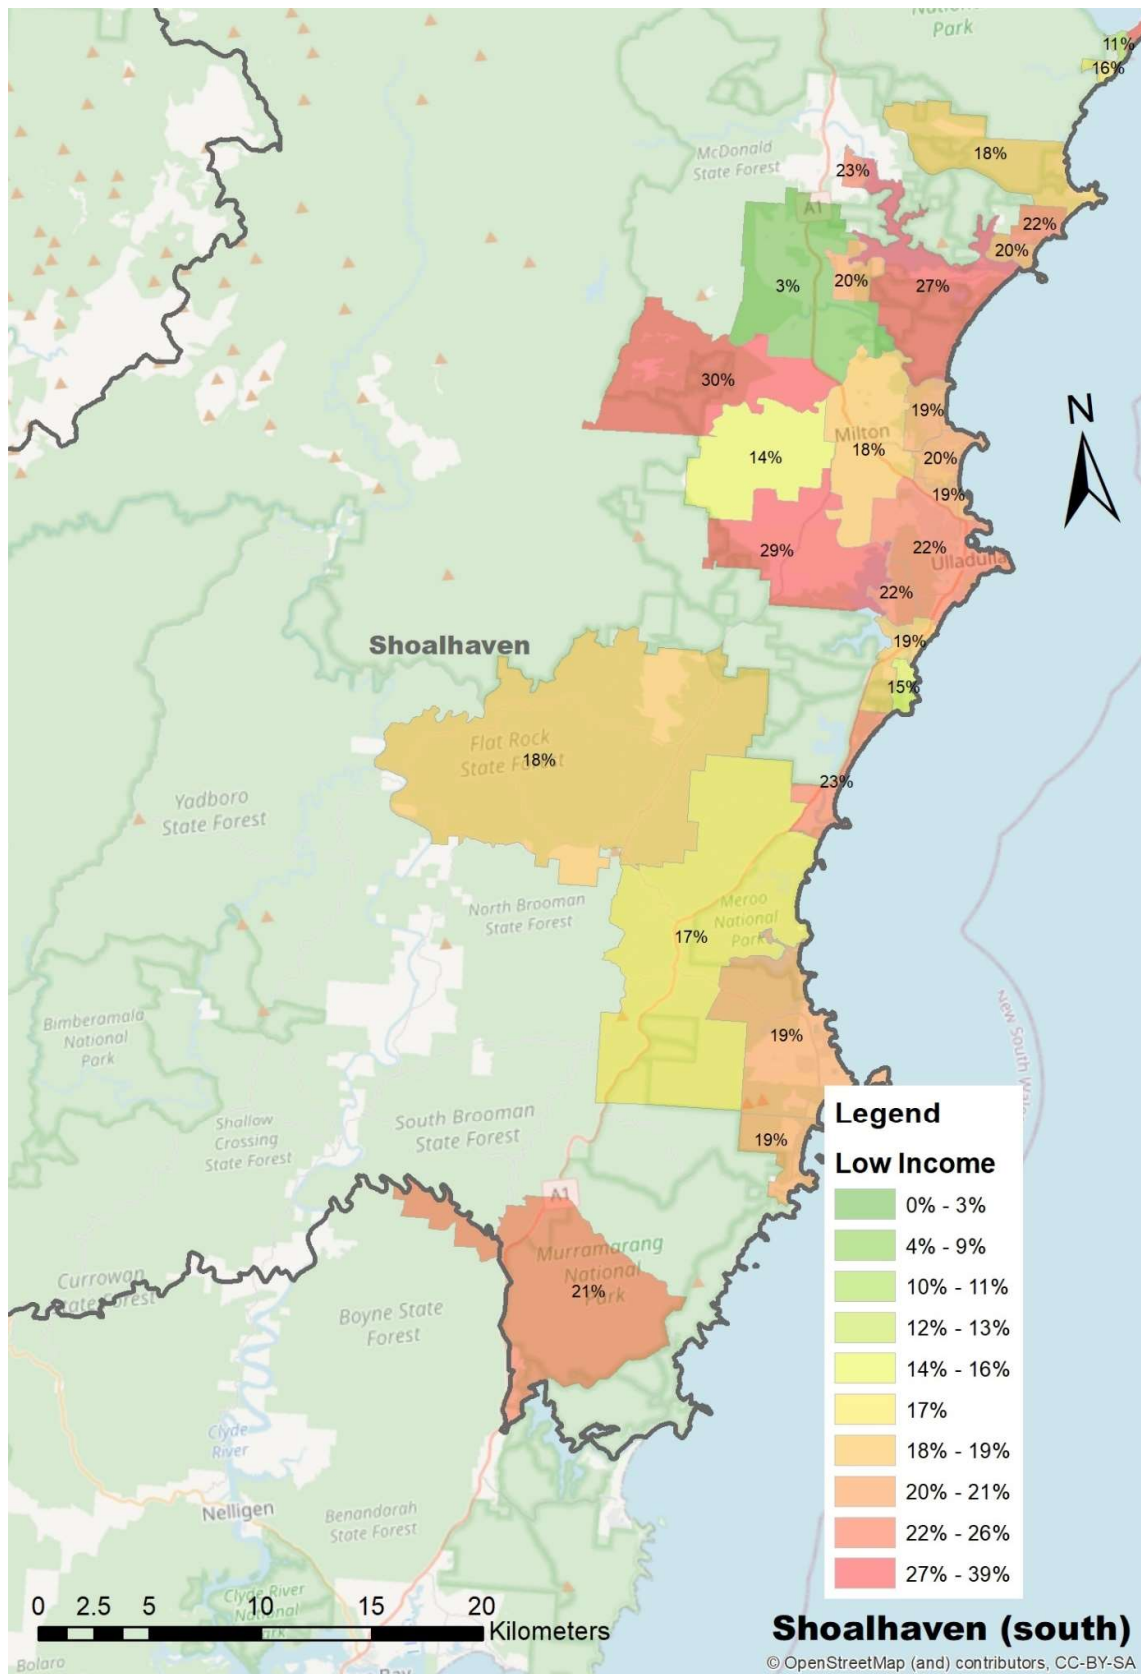 National
Park
11%
16%
McDonald
State Forest
18%
23%
A1
22%
20%
3%
20%
27%
30%
19%
Milton
18%
14%
20%
19%
29%
22%
Ulladulla
22%
Shoalhaven
19%
15%
Flat Rock
State Forest
18%
23%
Yadboro
State Forest
Meroo
National
Park
North Brooman
State Forest
17%
Bimberamala
National
Park
New South Wales
19%
Shallow
Crossing
State Forest
South Brooman
State Forest
19%
A1
Murramarang
National
Park
21%
Currowan
State Forest
Boyne State
Forest
Clyde
River
Nelligen
Benandarah
State Forest
Clyde River
National
Park
Bolaro
Bay
N
Legend
Low Income
0% - 3%
4% - 9%
10% - 11%
12% - 13%
14% - 16%
17%
18% - 19%
20% - 21%
22% - 26%
27% - 39%
0 2.5 5 10 15 20
Kilometers
Shoalhaven (south)
© OpenStreetMap (and) contributors, CC-BY-SA